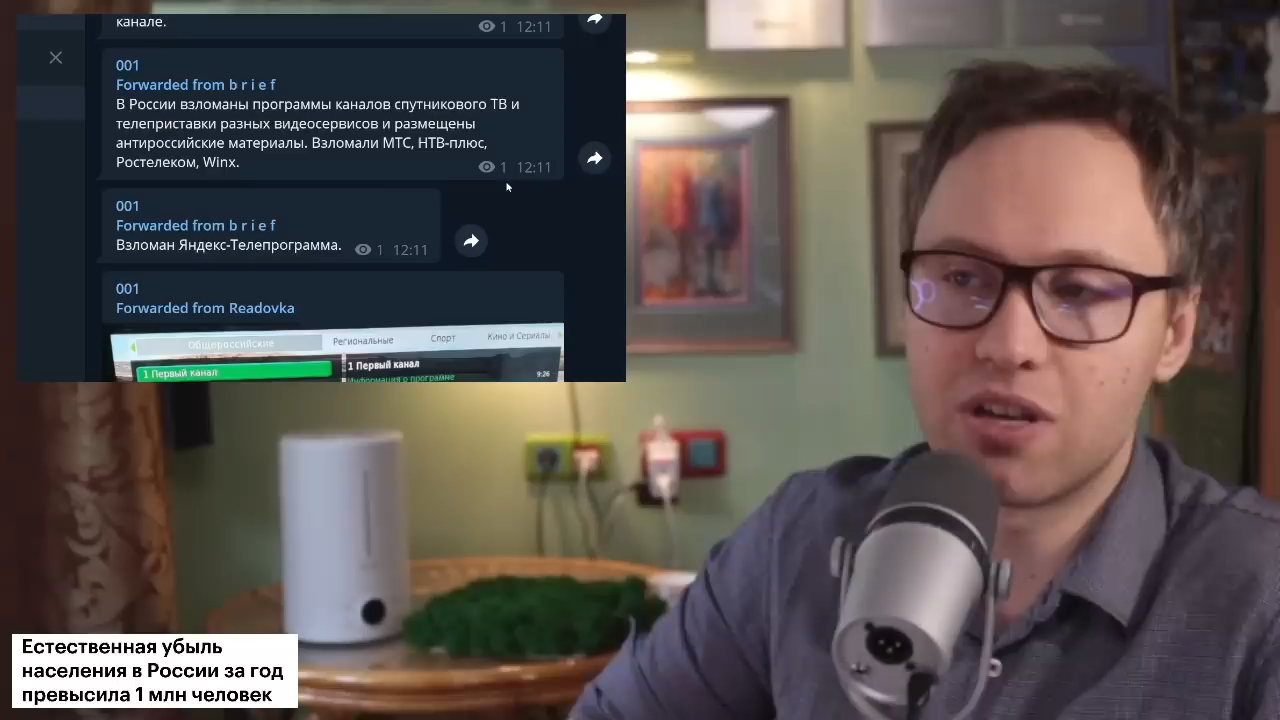 канале.
1 12:11
001
Forwarded from b r i e f
В России взломаны программы каналов спутникового ТВ и
телеприставки разных видеосервисов и размещены
антироссийские материалы. Взломали МТС, НТВ-плюс,
Ростелеком, Winx.
1 12:11
001
Forwarded from b r i e f
Взломан Яндекс-Телепрограмма.
1 12:11
001
Forwarded from Readovka
Общероссийские Региональные Спорт Кино и Сериалы
1 Первый канал
1 Первый канал
Информация о программе
9:26
Естественная убыль
населения в России за год
превысила 1 млн человек